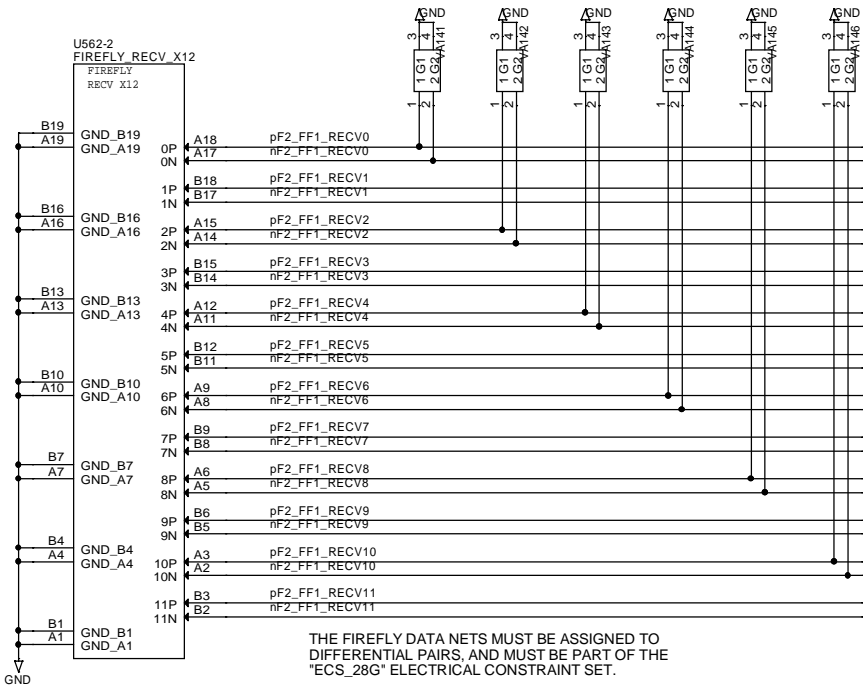 GND GND GND GND GND GND
3 4 3 4 3 4 3 4 3 4 3 4
VA141 VA142 VA143 VA144 VA145 VA146
1 G1 1 G1 1 G1 1 G1 1 G1 1 G1
2 G2 2 G2 2 G2 2 G2 2 G2 2 G2
1 2 1 2 1 2 1 2 1 2 1 2
U562-2
FIREFLY_RECV_X12
FIREFLY
RECV X12
B19 GND_B19
A19 GND_A19
0P A18 pF2_FF1_RECV0
0N A17 nF2_FF1_RECV0
1P B18 pF2_FF1_RECV1
1N B17 nF2_FF1_RECV1
B16 GND_B16
A16 GND_A16
2P A15 pF2_FF1_RECV2
2N A14 nF2_FF1_RECV2
3P B15 pF2_FF1_RECV3
3N B14 nF2_FF1_RECV3
B13 GND_B13
A13 GND_A13
4P A12 pF2_FF1_RECV4
4N A11 nF2_FF1_RECV4
5P B12 pF2_FF1_RECV5
5N B11 nF2_FF1_RECV5
B10 GND_B10
A10 GND_A10
6P A9 pF2_FF1_RECV6
6N A8 nF2_FF1_RECV6
7P B9 pF2_FF1_RECV7
7N B8 nF2_FF1_RECV7
B7 GND_B7
A7 GND_A7
8P A6 pF2_FF1_RECV8
8N A5 nF2_FF1_RECV8
9P B6 pF2_FF1_RECV9
9N B5 nF2_FF1_RECV9
B4 GND_B4
A4 GND_A4
10P A3 pF2_FF1_RECV10
10N A2 nF2_FF1_RECV10
11P B3 pF2_FF1_RECV11
11N B2 nF2_FF1_RECV11
B1 GND_B1
A1 GND_A1
GND
THE FIREFLY DATA NETS MUST BE ASSIGNED TO
DIFFERENTIAL PAIRS, AND MUST BE PART OF THE
"ECS_28G" ELECTRICAL CONSTRAINT SET.